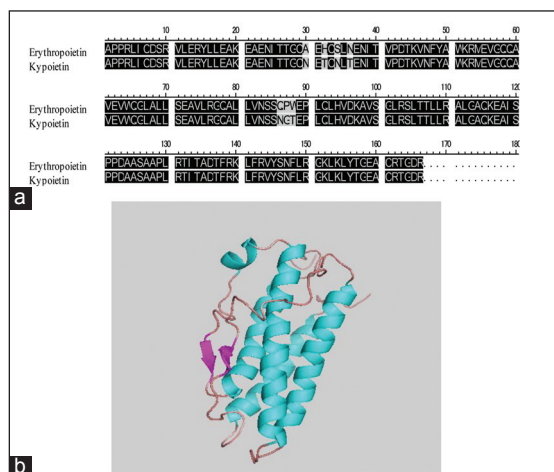 10 20 30 40 50 60
Erythropoietin APPRLICDSR VLERYLLEAK EAENITTGCA EHCSLNENIT VPDTKVNFYA WKRMEVGQQA
Kypoietin APPRLICDSR VLERYLLEAK EAENITTGCN ETCNLTENIT VPDTKVNFYA WKRMEVGQQA
70 80 90 100 110 120
Erythropoietin VEVWQGLALL SEAVLRGQAL LVNSSQPWEP LQLHVDKAVS GLRSLTTLLR ALGAQKEAIS
Kypoietin VEVWQGLALL SEAVLRGQAL LVNSSNGTEP LQLHVDKAVS GLRSLTTLLR ALGAQKEAIS
130 140 150 160 170 180
Erythropoietin PPDAASAAPL RTITADTFRK LFRVYSNFLR GKLKLYTGEA CRTGDR.... ..........
Kypoietin PPDAASAAPL RTITADTFRK LFRVYSNFLR GKLKLYTGEA CRTGDR.... ..........
a
b